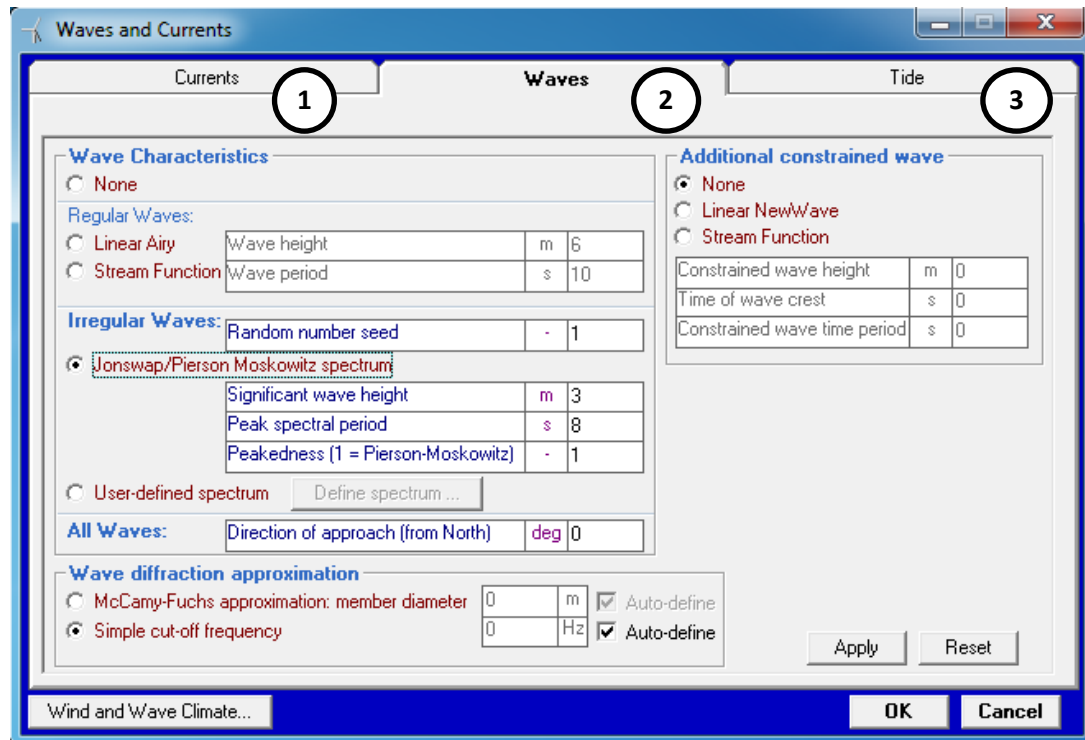 Waves and Currents
Currents
1
Waves
2
Tide
3
Wave Characteristics
None
Regular Waves:
Linear Airy Wave height m 6
Stream Function Wave period s 10
Irregular Waves:
Random number seed - 1
Jonswap/Pierson Moskowitz spectrum
Significant wave height m 3
Peak spectral period s 8
Peakedness (1 = Pierson-Moskowitz) - 1
User-defined spectrum Define spectrum ...
All Waves: Direction of approach (from North) deg 0
Additional constrained wave
None
Linear NewWave
Stream Function
Constrained wave height m 0
Time of wave crest s 0
Constrained wave time period s 0
Wave diffraction approximation
McCamy-Fuchs approximation: member diameter 0 m Auto-define
Simple cut-off frequency 0 Hz Auto-define
Apply Reset
Wind and Wave Climate... OK Cancel